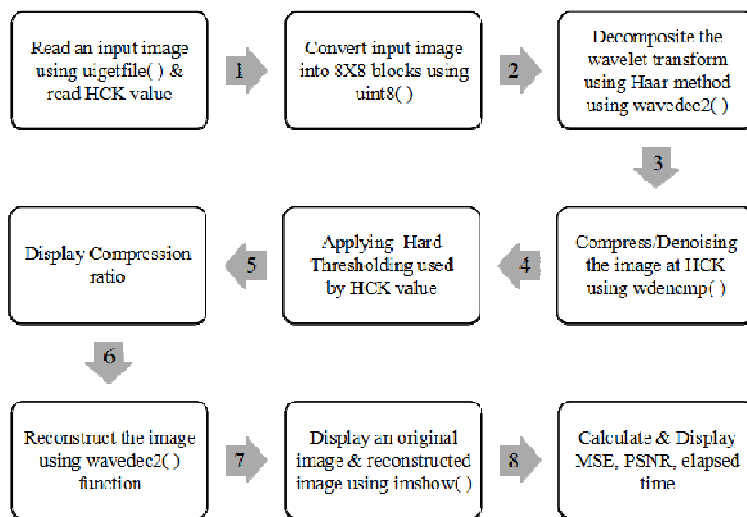 Read an input image
using uigetfile( ) &
read HCK value
1
Convert input image
into 8X8 blocks using
uint8( )
2
Decomposite the
wavelet transform
using Haar method
using wavedec2( )
3
Compress/Denoising
the image at HCK
using wdencmp( )
4
Applying Hard
Thresholding used
by HCK value
5
Display Compression
ratio
6
Reconstruct the image
using wavedec2( )
function
7
Display an original
image & reconstructed
image using imshow( )
8
Calculate & Display
MSE, PSNR, elapsed
time